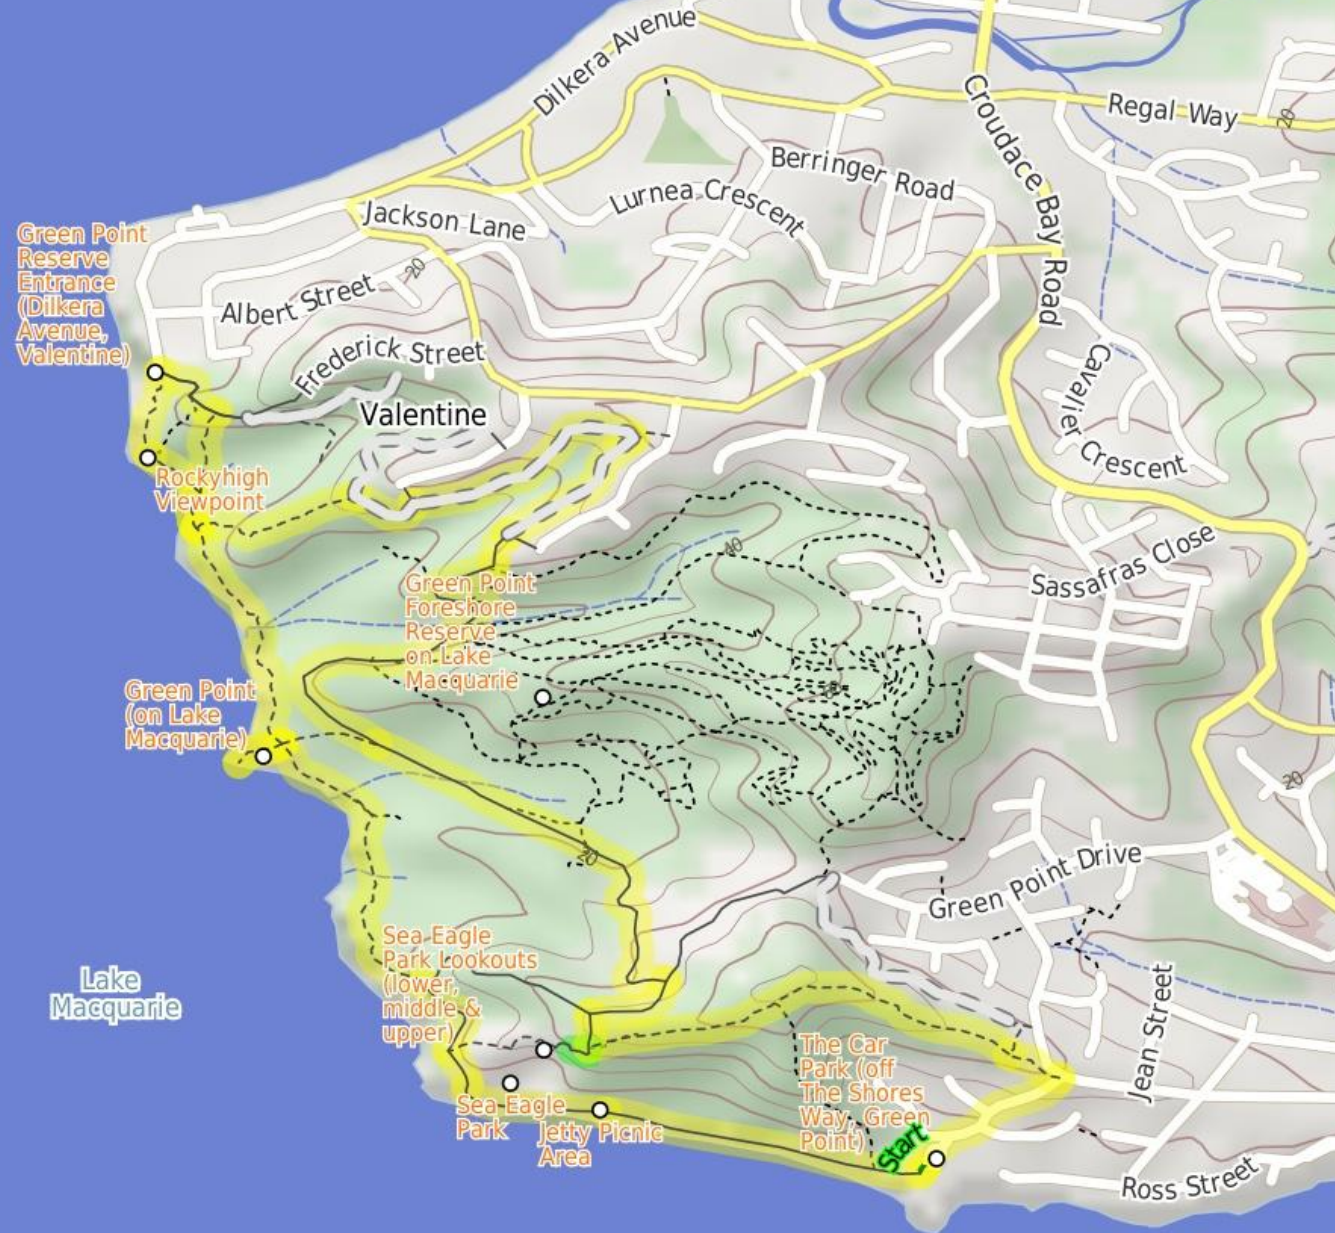 Dilkera Avenue
Croudace Bay Road
Regal Way
20
Berringer Road
Lurnea Crescent
Jackson Lane
Green Point
Reserve
Entrance
(Dilkera
Avenue,
Valentine)
20
Albert Street
Frederick Street
Valentine
Cavalier Crescent
Rockyhigh
Viewpoint
40
Sassafras Close
Green Point
Foreshore
Reserve
on Lake
Macquarie
Green Point
(on Lake
Macquarie)
20
20
Green Point Drive
Sea Eagle
Park Lookouts
(lower,
middle &
upper)
Lake
Macquarie
Jean Street
The Car
Park (off
The Shores
Way, Green
Point)
Sea Eagle
Park
Jetty Picnic
Area
Start
Ross Street